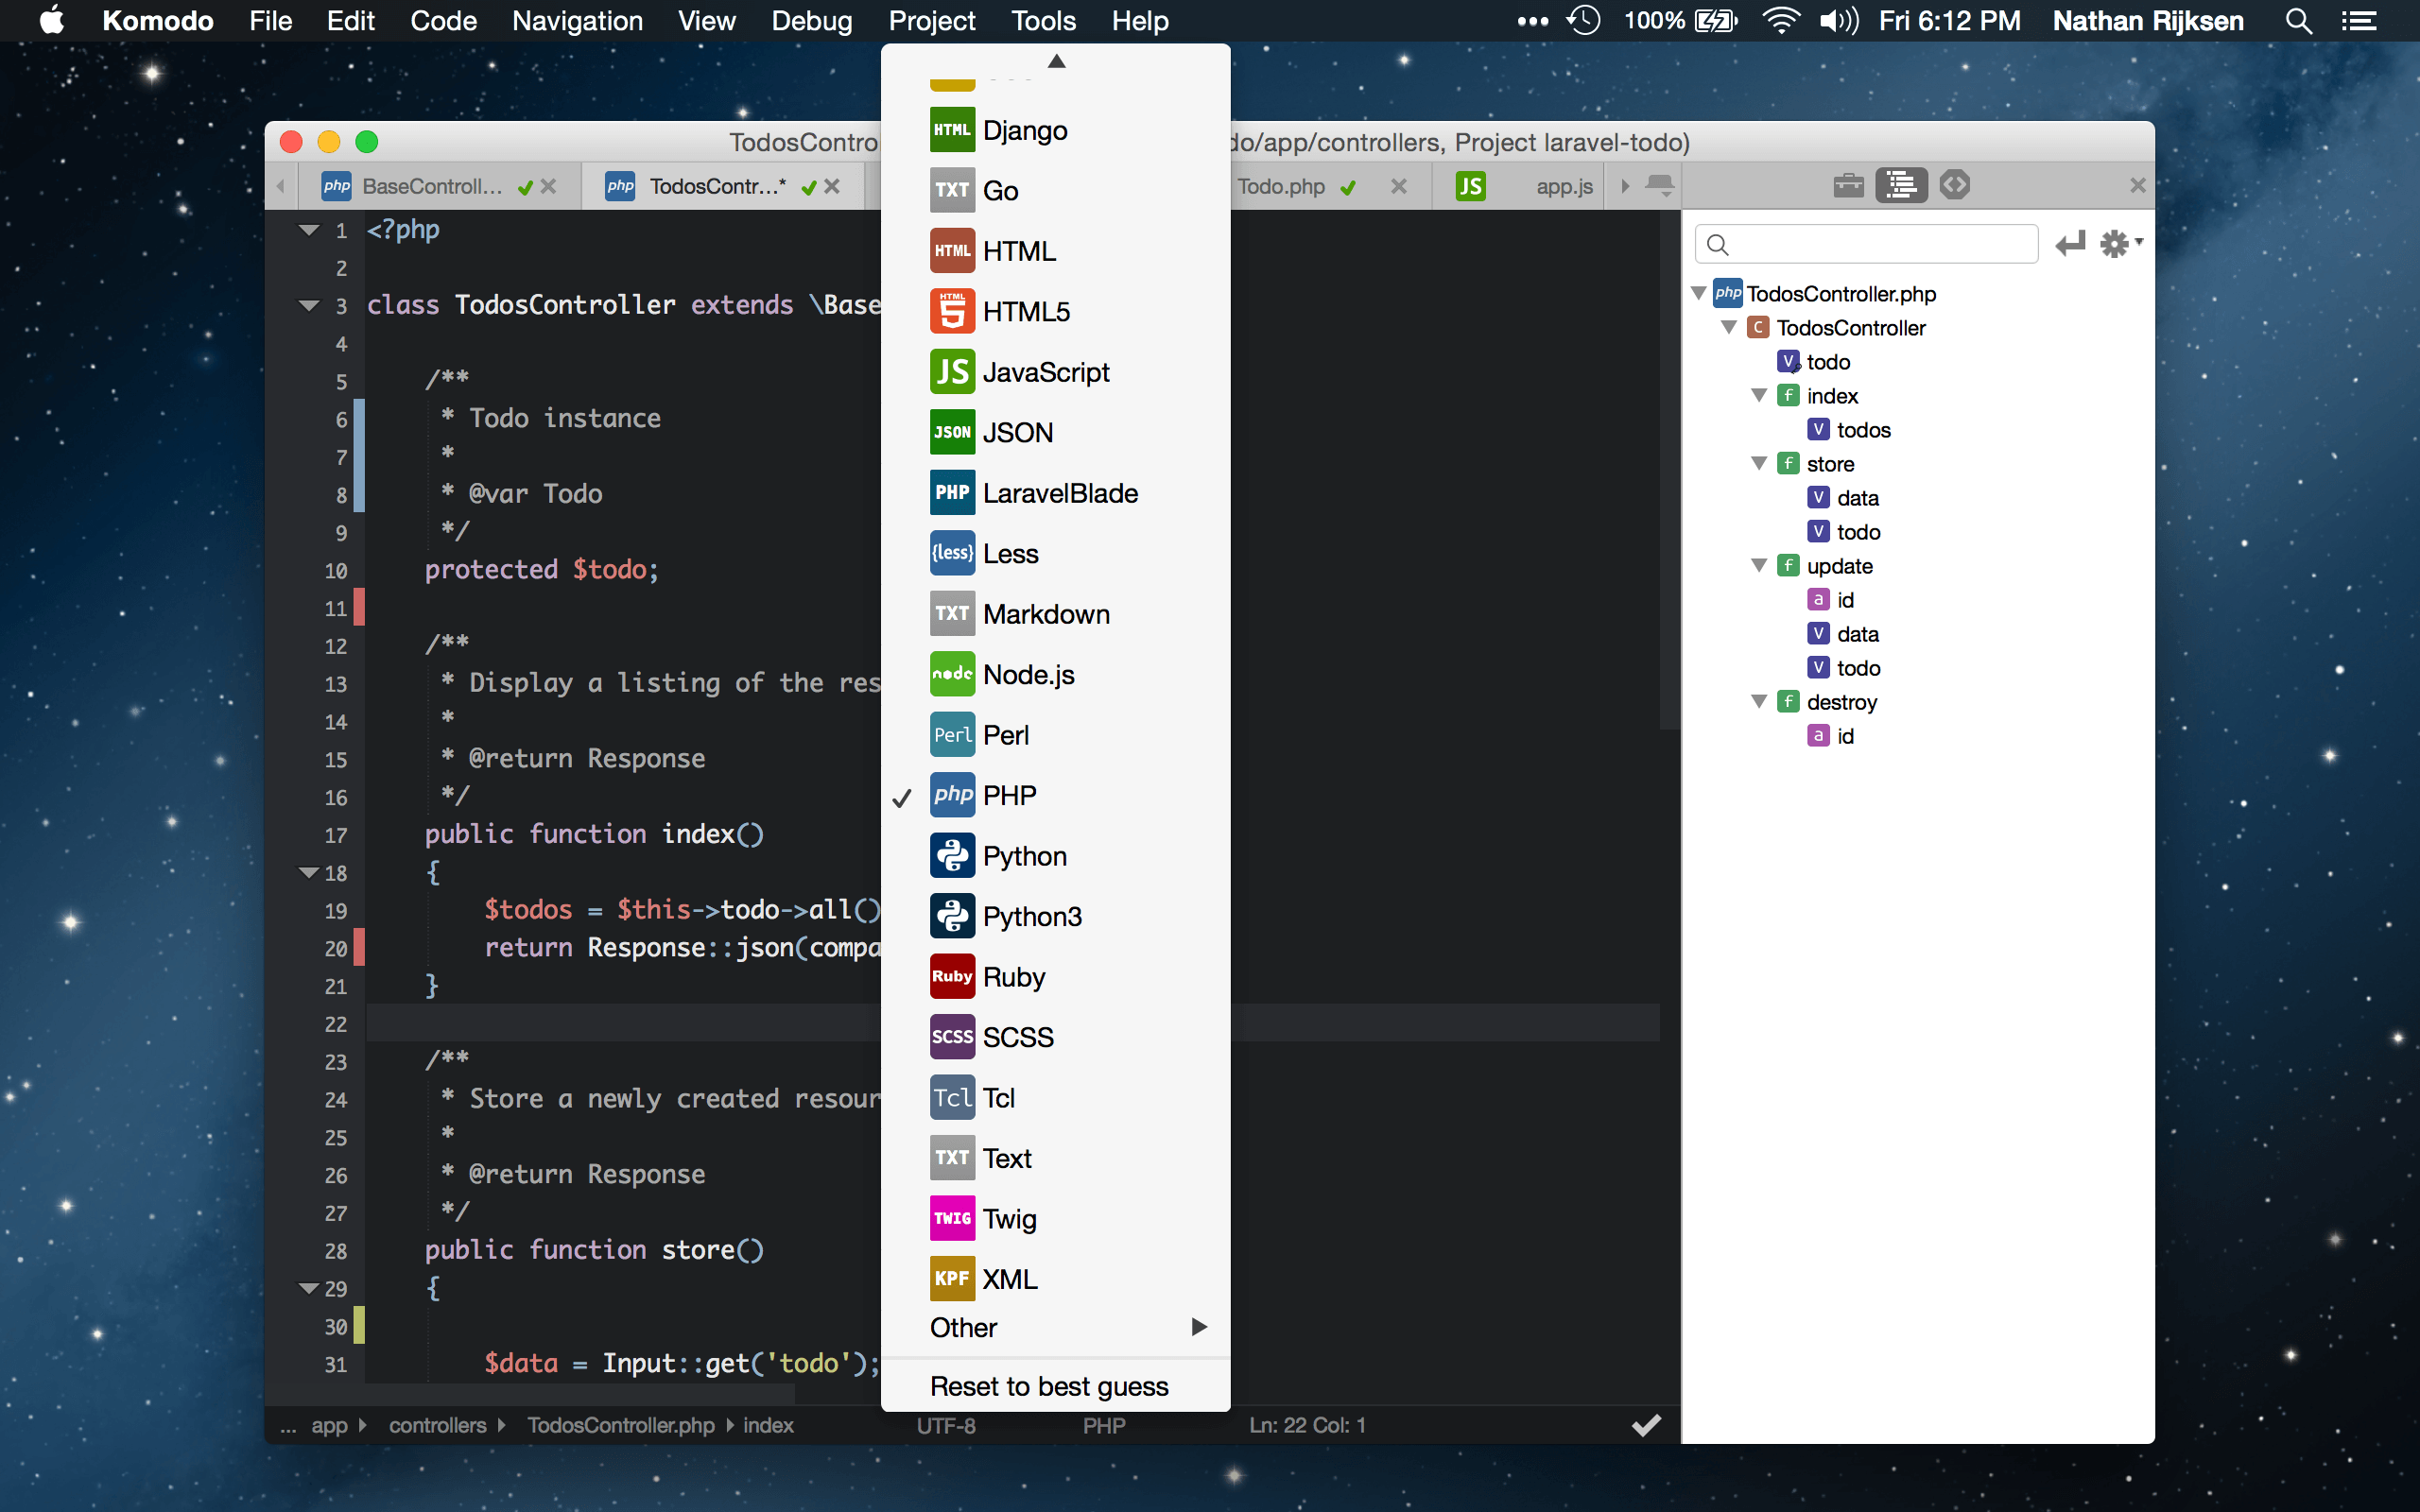 Komodo File Edit Code Navigation View Debug Project Tools Help 100% Fri 6:12 PM Nathan Rijksen
TodosContro
do/app/controllers, Project laravel-todo)
php BaseControll...
php TodosContr...*
Todo.php
JS app.js
1 <?php
2
3 class TodosController extends \Base
4
5 /**
6 * Todo instance
7 *
8 * @var Todo
9 */
10 protected $todo;
11
12 /**
13 * Display a listing of the res
14 *
15 * @return Response
16 */
17 public function index()
18 {
19 $todos = $this->todo->all()
20 return Response::json(compa
21 }
22
23 /**
24 * Store a newly created resour
25 *
26 * @return Response
27 */
28 public function store()
29 {
30
31 $data = Input::get('todo');
HTML Django
TXT Go
HTML HTML
HTML 5 HTML5
JS JavaScript
JSON JSON
PHP LaravelBlade
{less} Less
TXT Markdown
node Node.js
Perl Perl
php PHP
Python
Python3
Ruby Ruby
SCSS SCSS
Tcl Tcl
TXT Text
TWIG Twig
KPF XML
Other
Reset to best guess
php TodosController.php
C TodosController
V todo
f index
V todos
f store
V data
V todo
f update
a id
V data
V todo
f destroy
a id
... app controllers TodosController.php index UTF-8 PHP Ln: 22 Col: 1